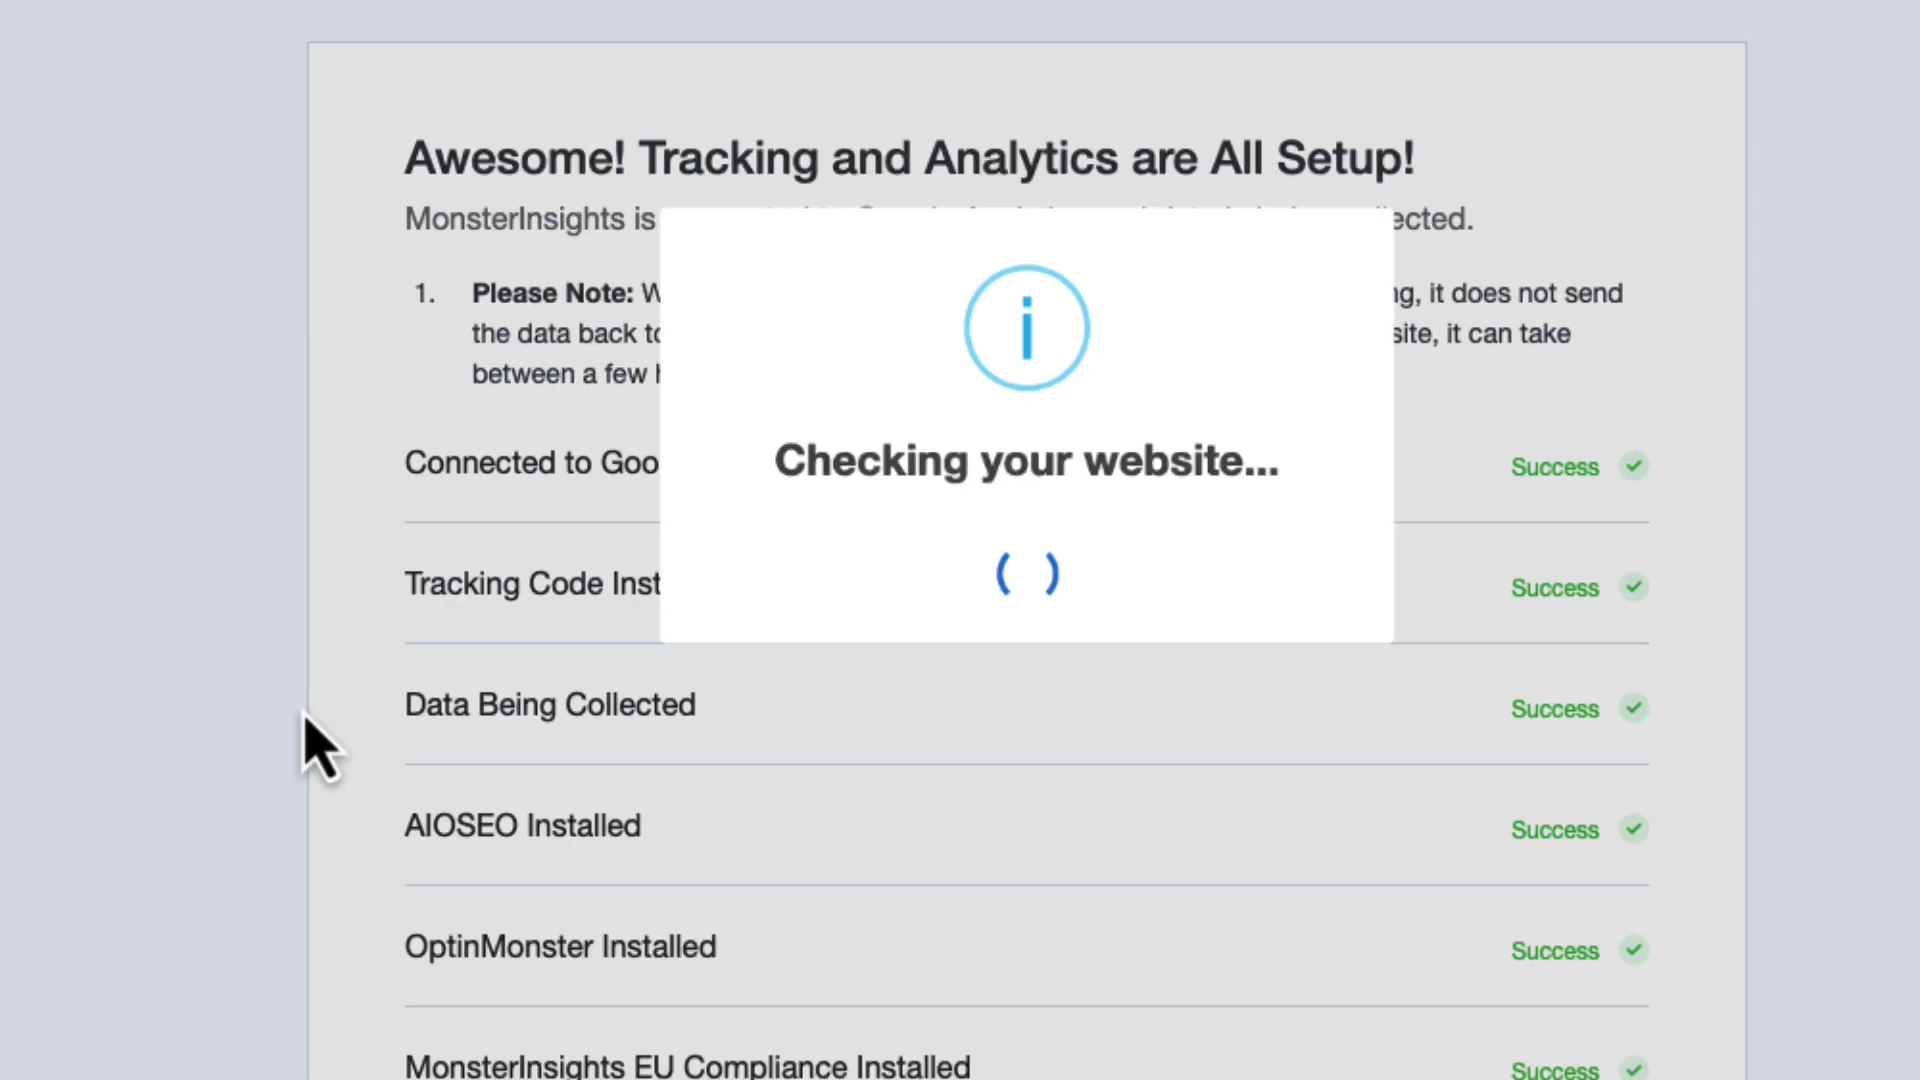 Awesome! Tracking and Analytics are All Setup!
MonsterInsights is ected.
1. Please Note: it does not send
the data back site, it can take
between a few
Checking your website...
Connected to Success
Tracking Code Success
Data Being Collected Success
AIOSEO Installed Success
OptinMonster Installed Success
MonsterInsights EU Compliance Installed Success